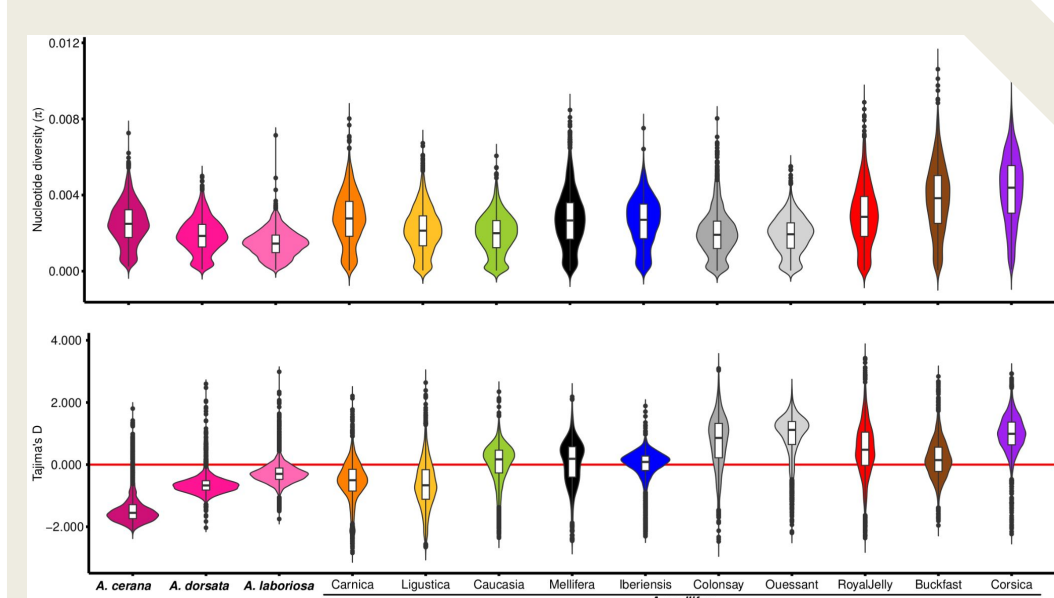 Nucleotide diversity (π)
0.012
0.008
0.004
0.000
Tajima's D
4.000
2.000
0.000
−2.000
A. cerana A. dorsata A. laboriosa Carnica Ligustica Caucasia Mellifera Iberiensis Colonsay Ouessant RoyalJelly Buckfast Corsica